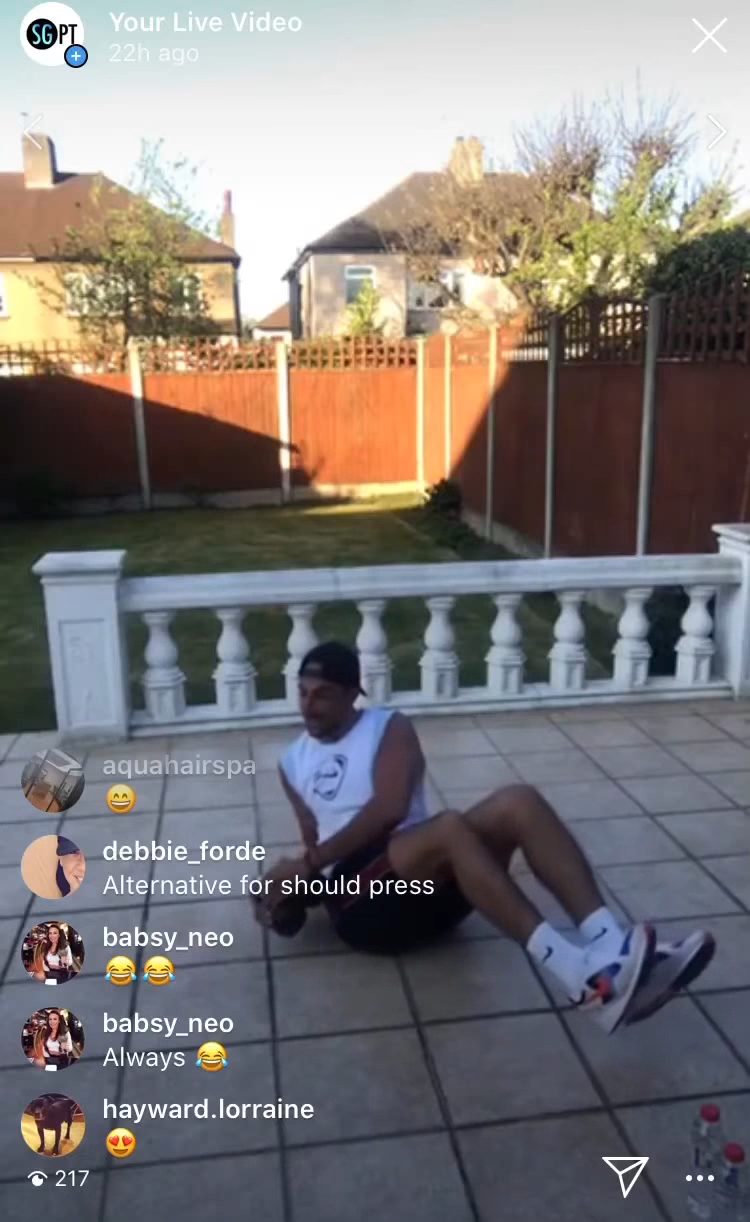 SGPT
Your Live Video
22h ago
aquahairspa
😄
debbie_forde
Alternative for should press
babsy_neo
😂😂
babsy_neo
Always 😂
hayward.lorraine
😍
217